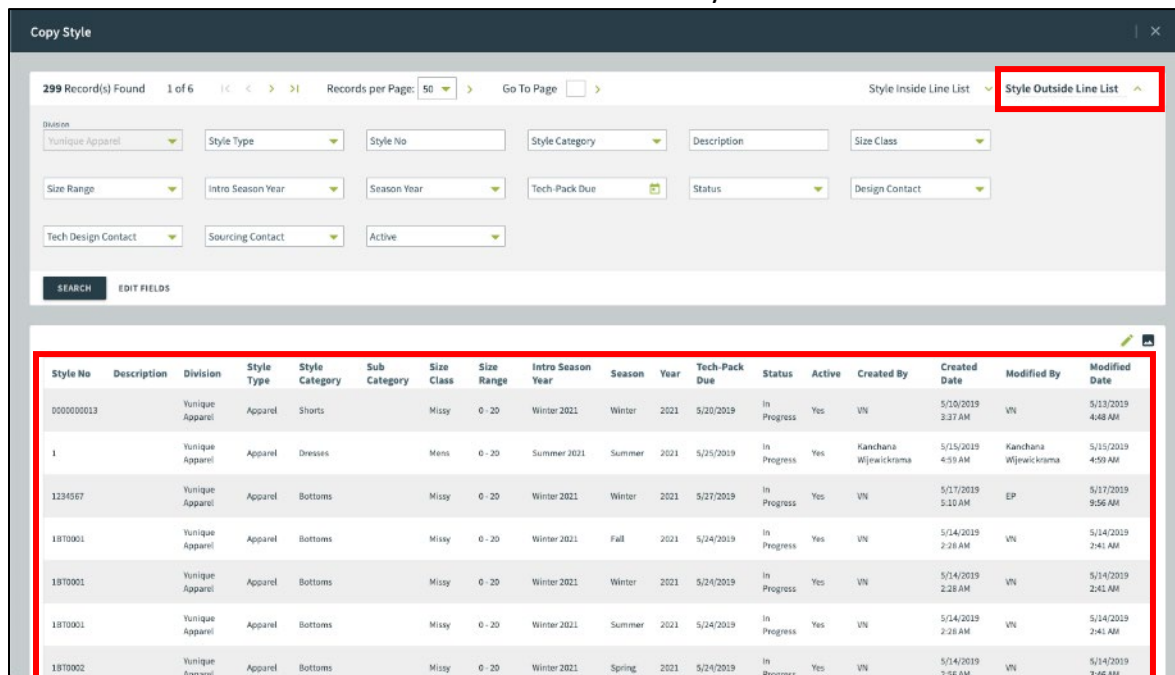 Copy Style
299 Record(s) Found 1 of 6 Records per Page: 50 Go To Page Style Inside Line List Style Outside Line List
Division
Yunique Apparel Style Type Style No Style Category Description Size Class
Size Range Intro Season Year Season Year Tech-Pack Due Status Design Contact
Tech Design Contact Sourcing Contact Active
SEARCH EDIT FIELDS
Style No Description Division Style Type Style Category Sub Category Size Class Size Range Intro Season Year Season Year Tech-Pack Due Status Active Created By Created Date Modified By Modified Date
0000000013 Yunique Apparel Apparel Shorts Missy 0 - 20 Winter 2021 Winter 2021 5/20/2019 In Progress Yes VN 5/10/2019 3:37 AM VN 5/13/2019 4:48 AM
1 Yunique Apparel Apparel Dresses Mens 0 - 20 Summer 2021 Summer 2021 5/25/2019 In Progress Yes Kanchana Wijewickrama 5/15/2019 4:59 AM Kanchana Wijewickrama 5/15/2019 4:59 AM
1234567 Yunique Apparel Apparel Bottoms Missy 0 - 20 Winter 2021 Winter 2021 5/27/2019 In Progress Yes VN 5/17/2019 5:10 AM EP 5/17/2019 9:56 AM
1BT0001 Yunique Apparel Apparel Bottoms Missy 0 - 20 Winter 2021 Fall 2021 5/24/2019 In Progress Yes VN 5/14/2019 2:28 AM VN 5/14/2019 2:41 AM
1BT0001 Yunique Apparel Apparel Bottoms Missy 0 - 20 Winter 2021 Winter 2021 5/24/2019 In Progress Yes VN 5/14/2019 2:28 AM VN 5/14/2019 2:41 AM
1BT0001 Yunique Apparel Apparel Bottoms Missy 0 - 20 Winter 2021 Summer 2021 5/24/2019 In Progress Yes VN 5/14/2019 2:28 AM VN 5/14/2019 2:41 AM
1BT0002 Yunique Apparel Bottoms Missy 0 - 20 Winter 2021 Spring 2021 5/24/2019 In Yes VN 5/14/2019 VN 5/14/2019